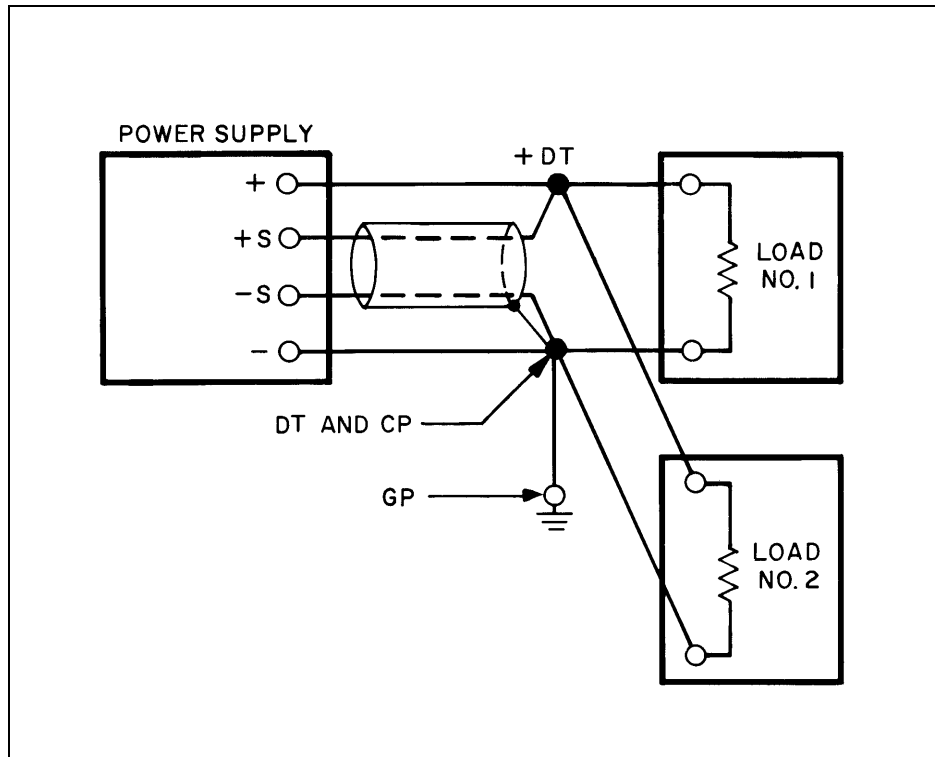 POWER SUPPLY
+
+S
-S
-
+DT
LOAD
NO. 1
DT AND CP
GP
LOAD
NO. 2